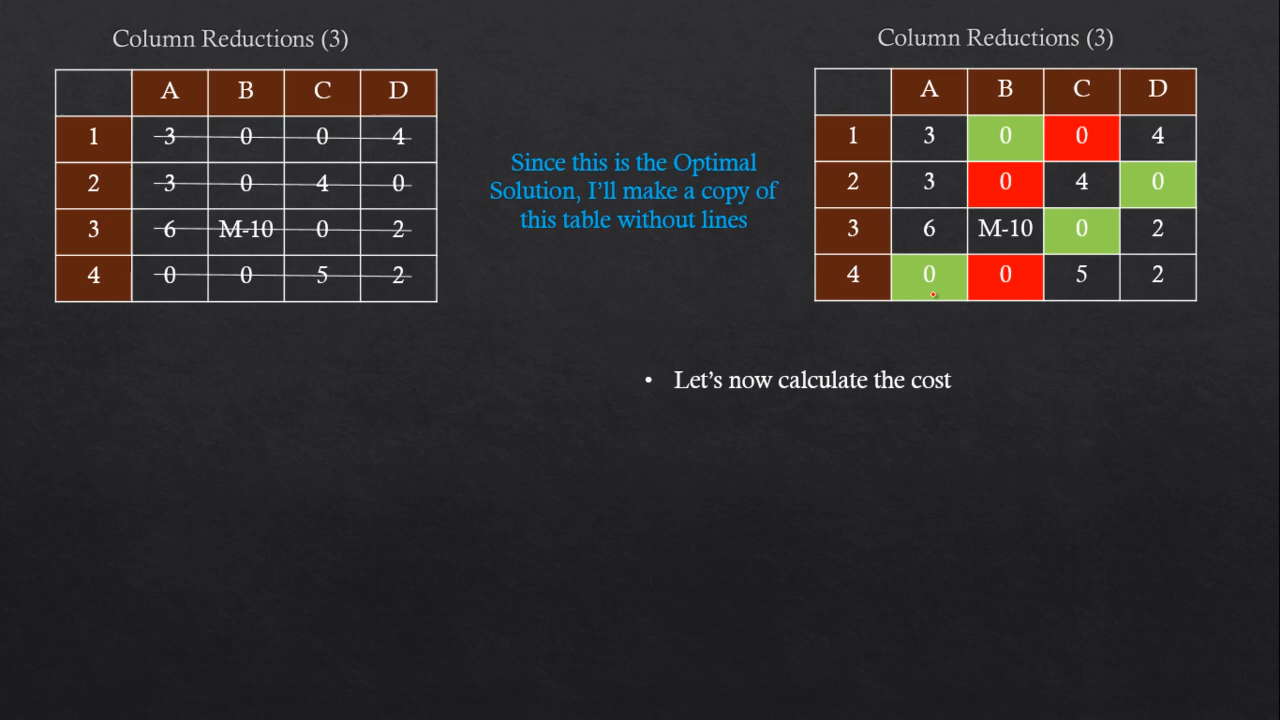 Column Reductions (3)
A B C D
1 3 0 0 4
2 3 0 4 0
3 6 M-10 0 2
4 0 0 5 2
Since this is the Optimal
Solution, I’ll make a copy of
this table without lines
Column Reductions (3)
A B C D
1 3 0 0 4
2 3 0 4 0
3 6 M-10 0 2
4 0 0 5 2
• Let’s now calculate the cost